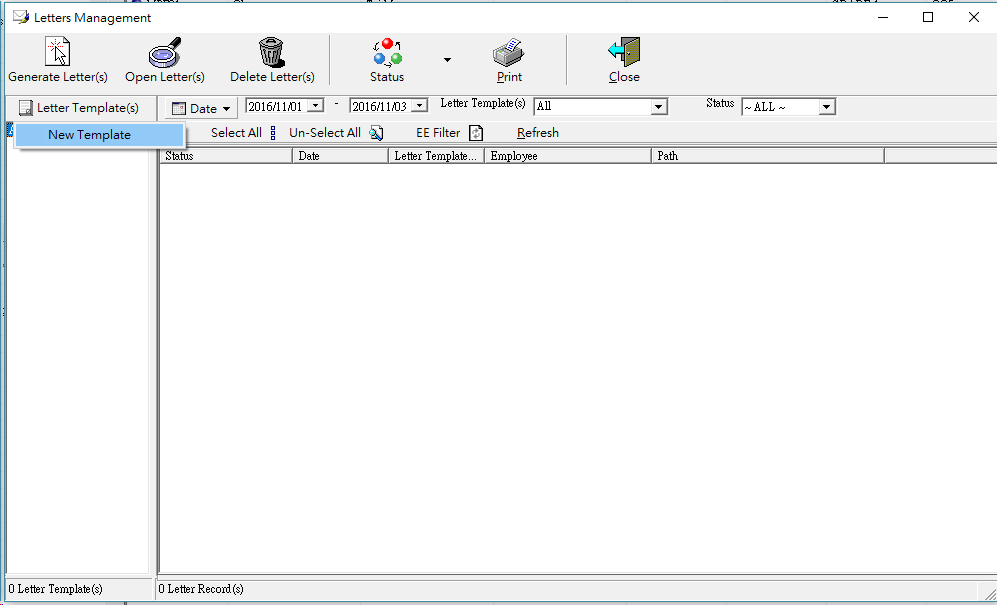 Letters Management
Generate Letter(s) Open Letter(s) Delete Letter(s) Status Print Close
Letter Template(s) Date 2016/11/01 - 2016/11/03 Letter Template(s) All Status ~ ALL ~
New Template Select All Un-Select All EE Filter Refresh
Status Date Letter Template... Employee Path
0 Letter Template(s) 0 Letter Record(s)